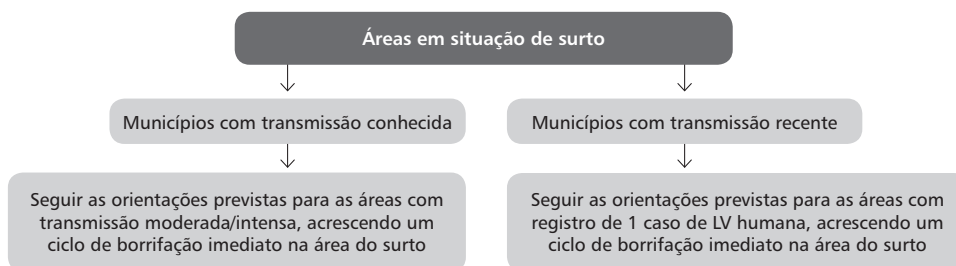 Áreas em situação de surto
Municípios com transmissão conhecida
Municípios com transmissão recente
Seguir as orientações previstas para as áreas com
transmissão moderada/intensa, acrescendo um
ciclo de borrifação imediato na área do surto
Seguir as orientações previstas para as áreas com
registro de 1 caso de LV humana, acrescendo um
ciclo de borrifação imediato na área do surto